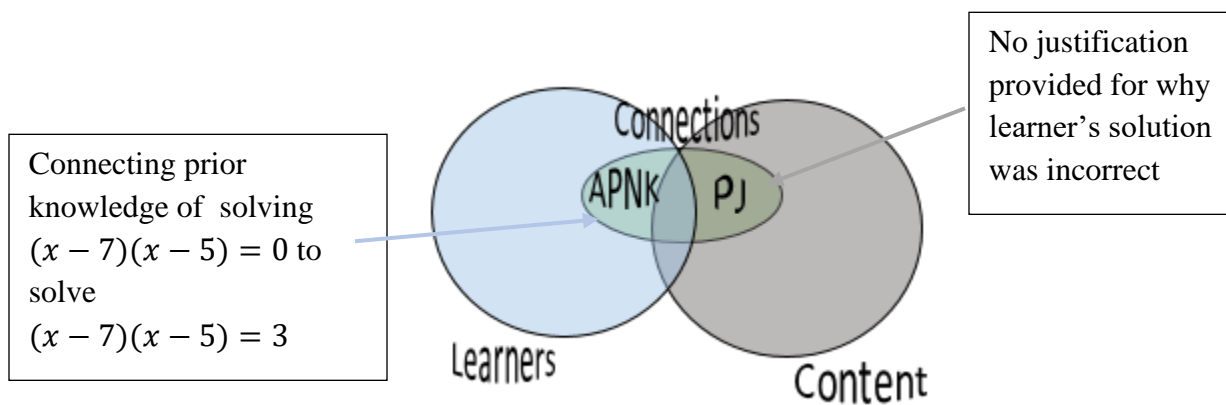 No justification
provided for why
learner’s solution
was incorrect
Connections
APNK
PJ
Connecting prior
knowledge of solving
(𝑥 − 7)(𝑥 − 5) = 0 to
solve
(𝑥 − 7)(𝑥 − 5) = 3
Learners
Content